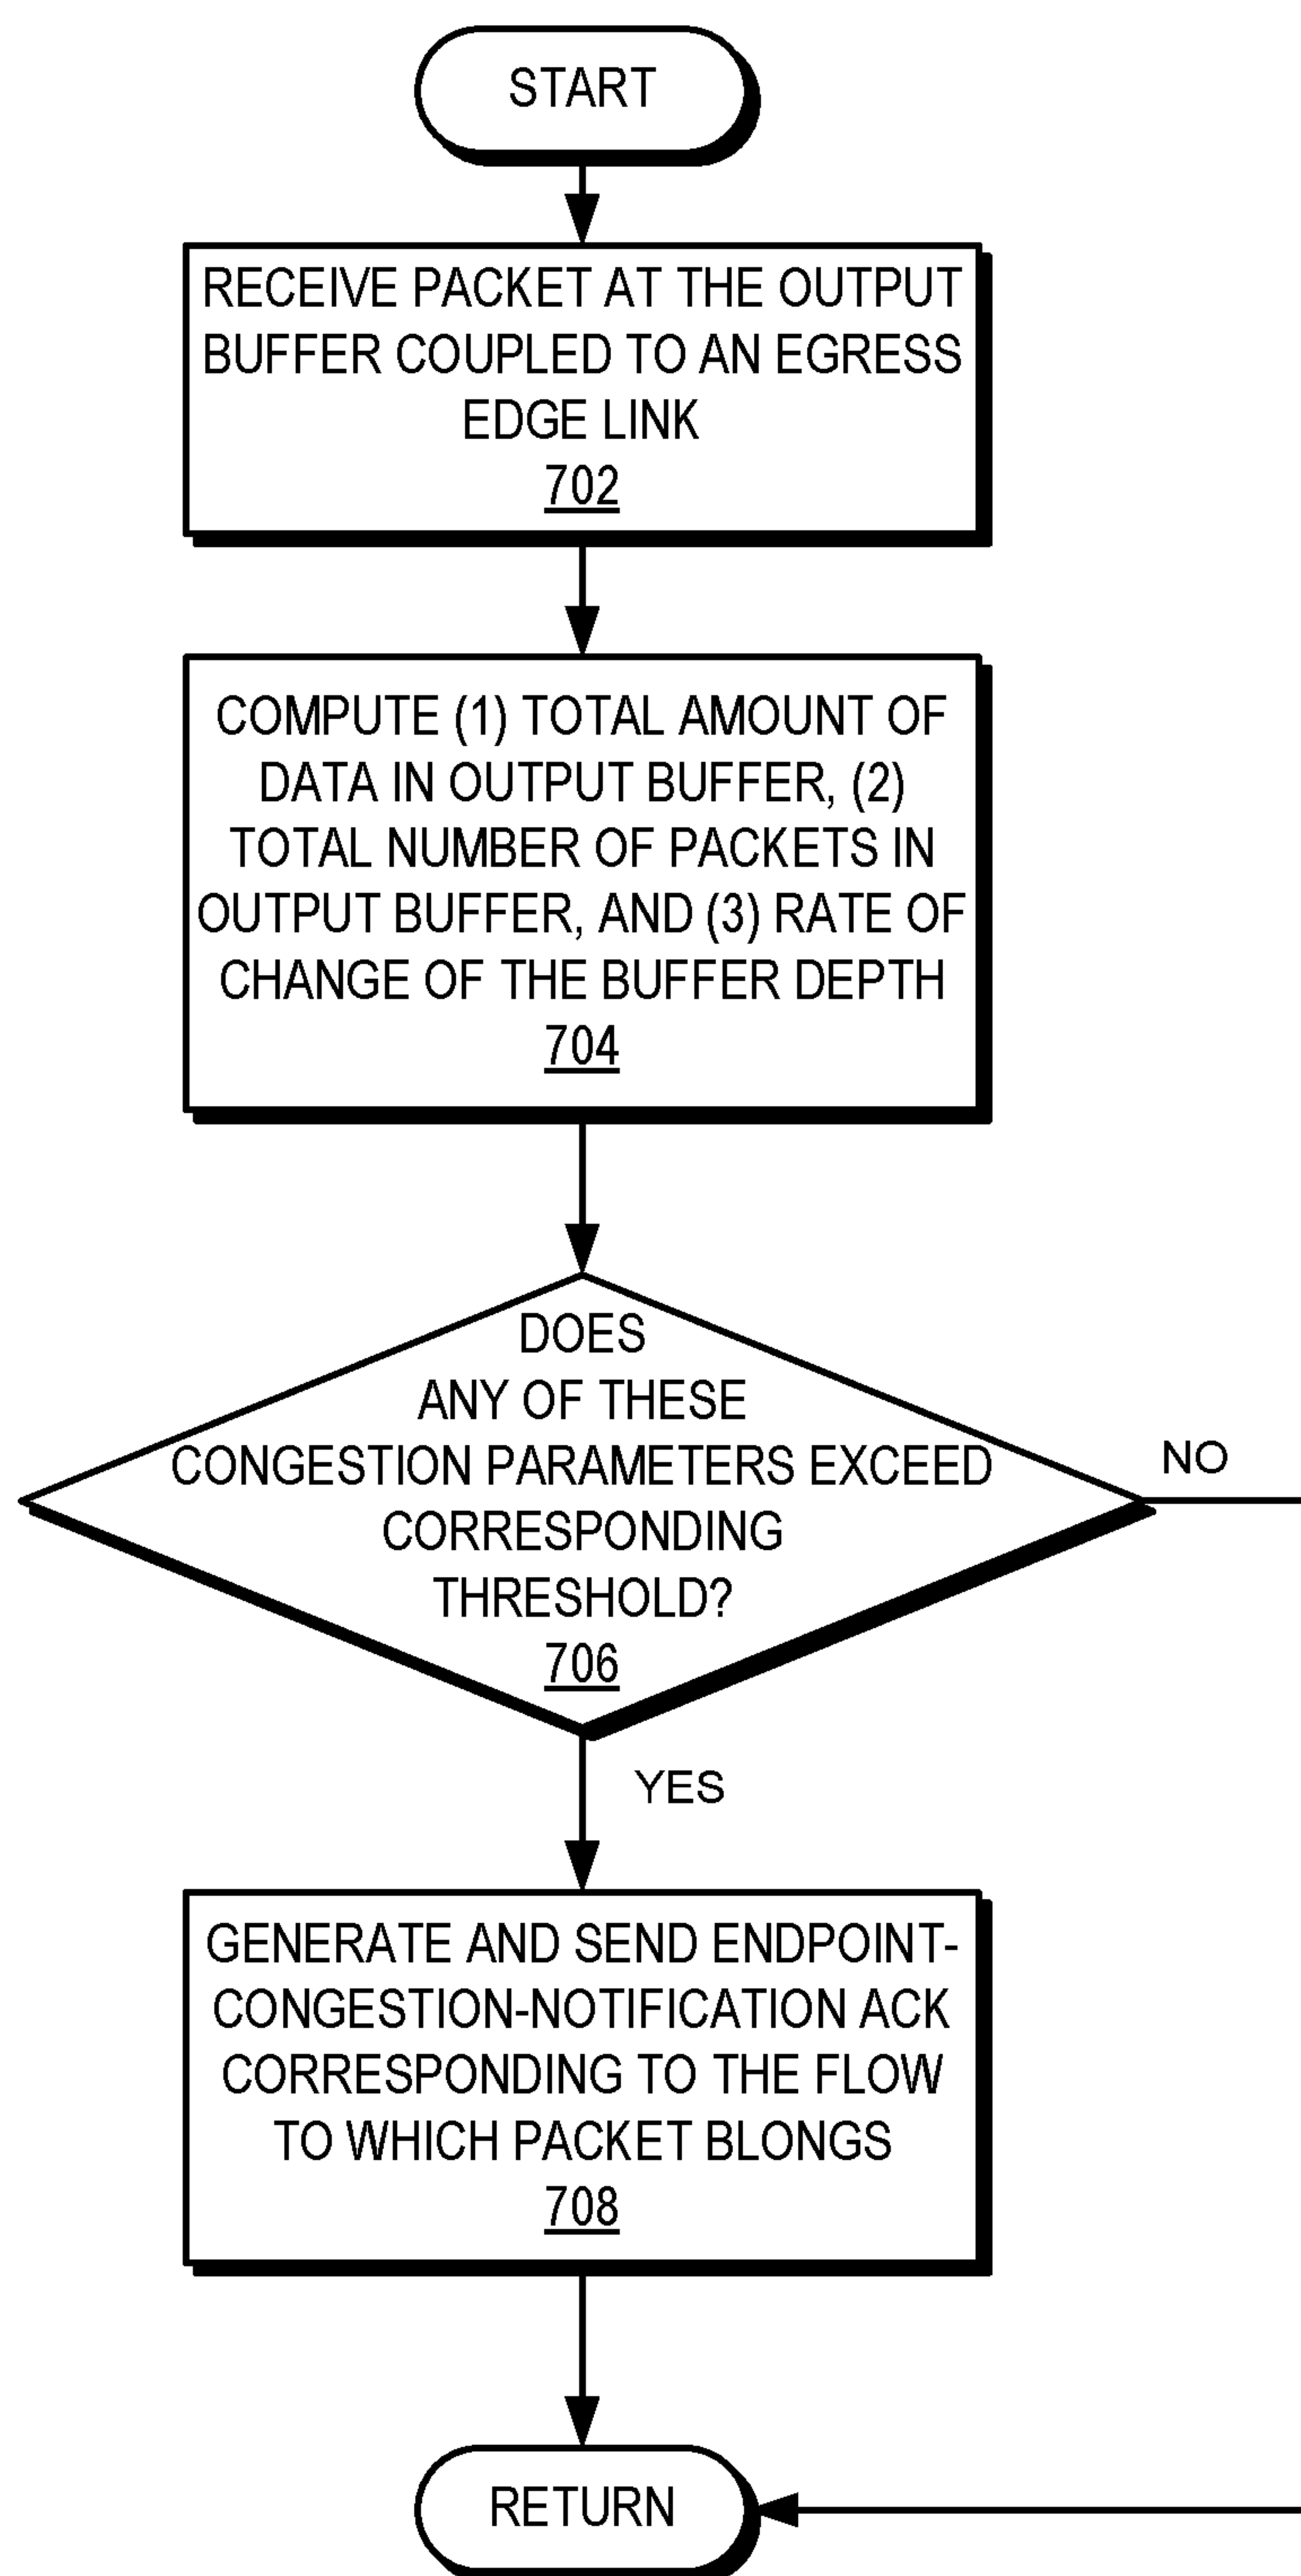 START
RECEIVE PACKET AT THE OUTPUT
BUFFER COUPLED TO AN EGRESS
EDGE LINK
702
COMPUTE (1) TOTAL AMOUNT OF
DATA IN OUTPUT BUFFER, (2)
TOTAL NUMBER OF PACKETS IN
OUTPUT BUFFER, AND (3) RATE OF
CHANGE OF THE BUFFER DEPTH
704
DOES
ANY OF THESE
CONGESTION PARAMETERS EXCEED
CORRESPONDING
THRESHOLD?
706
NO
YES
GENERATE AND SEND ENDPOINT-
CONGESTION-NOTIFICATION ACK
CORRESPONDING TO THE FLOW
TO WHICH PACKET BLONGS
708
RETURN